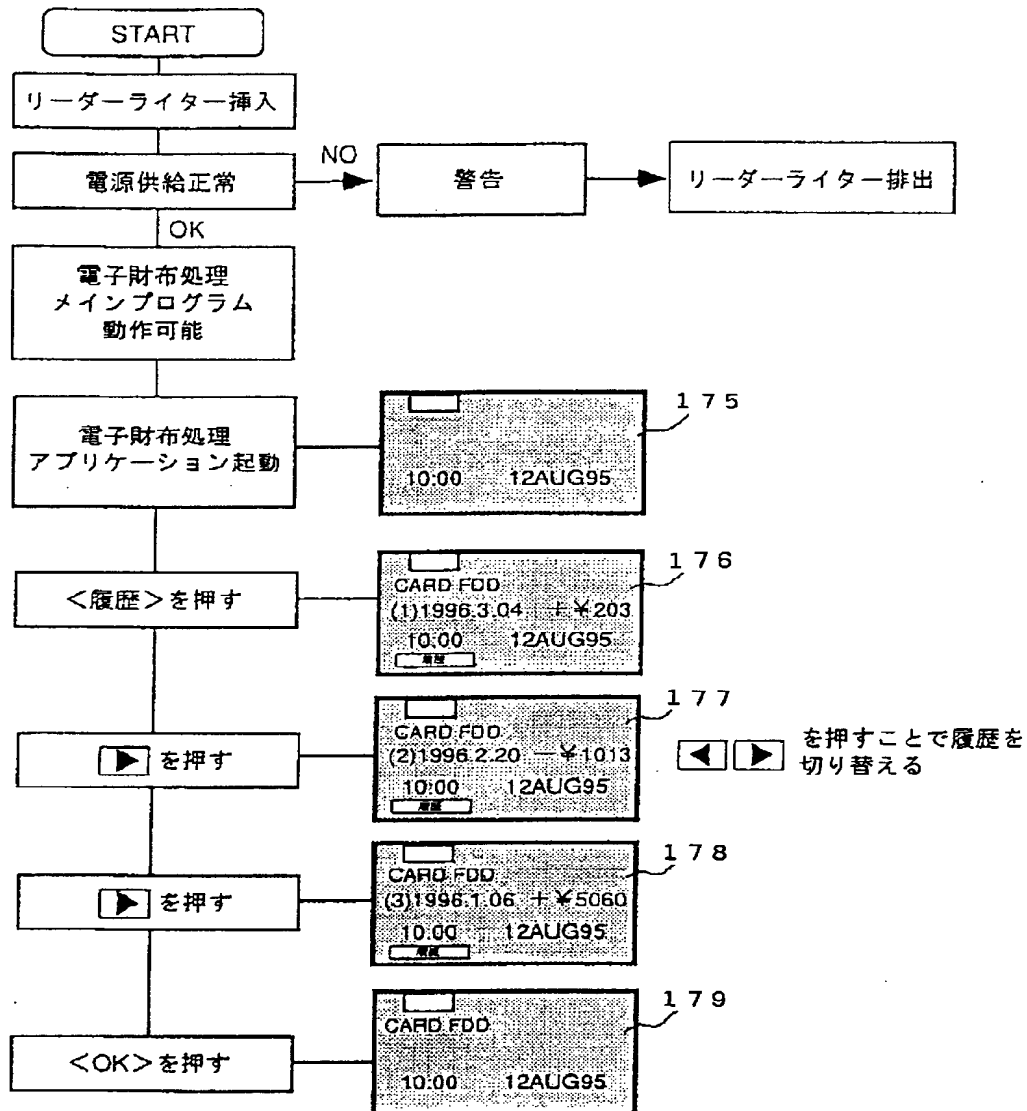 START
リーダーライター挿入
電源供給正常
NO
警告
リーダーライター排出
OK
電子財布処理
メインプログラム
動作可能
電子財布処理
アプリケーション起動
175
10:00 12AUG95
<履歴>を押す
176
CARD FDD
(1)1996.3.04 +¥203
10:00 12AUG95
履歴
▶ を押す
177
CARD FDD
(2)1996.2.20 -¥1013
10:00 12AUG95
履歴
◀ ▶ を押すことで履歴を
切り替える
▶ を押す
178
CARD FDD
(3)1996.1.06 +¥5060
10:00 12AUG95
履歴
<OK>を押す
179
CARD FDD
10:00 12AUG95